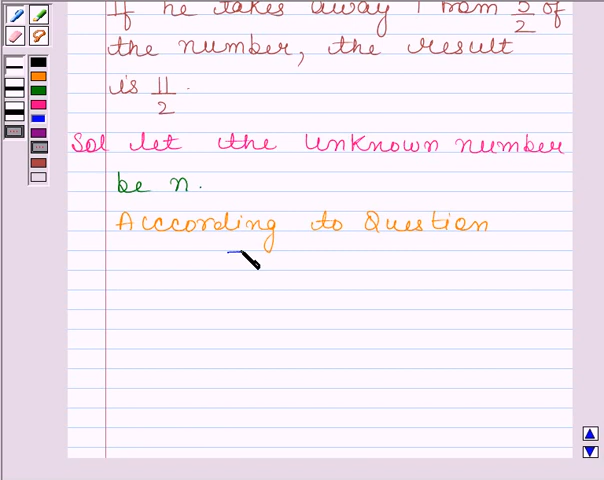 If he takes away 7 from 5/2 of
the number, the result
is 11/2.
Sol let the Unknown number
be n.
According to Question